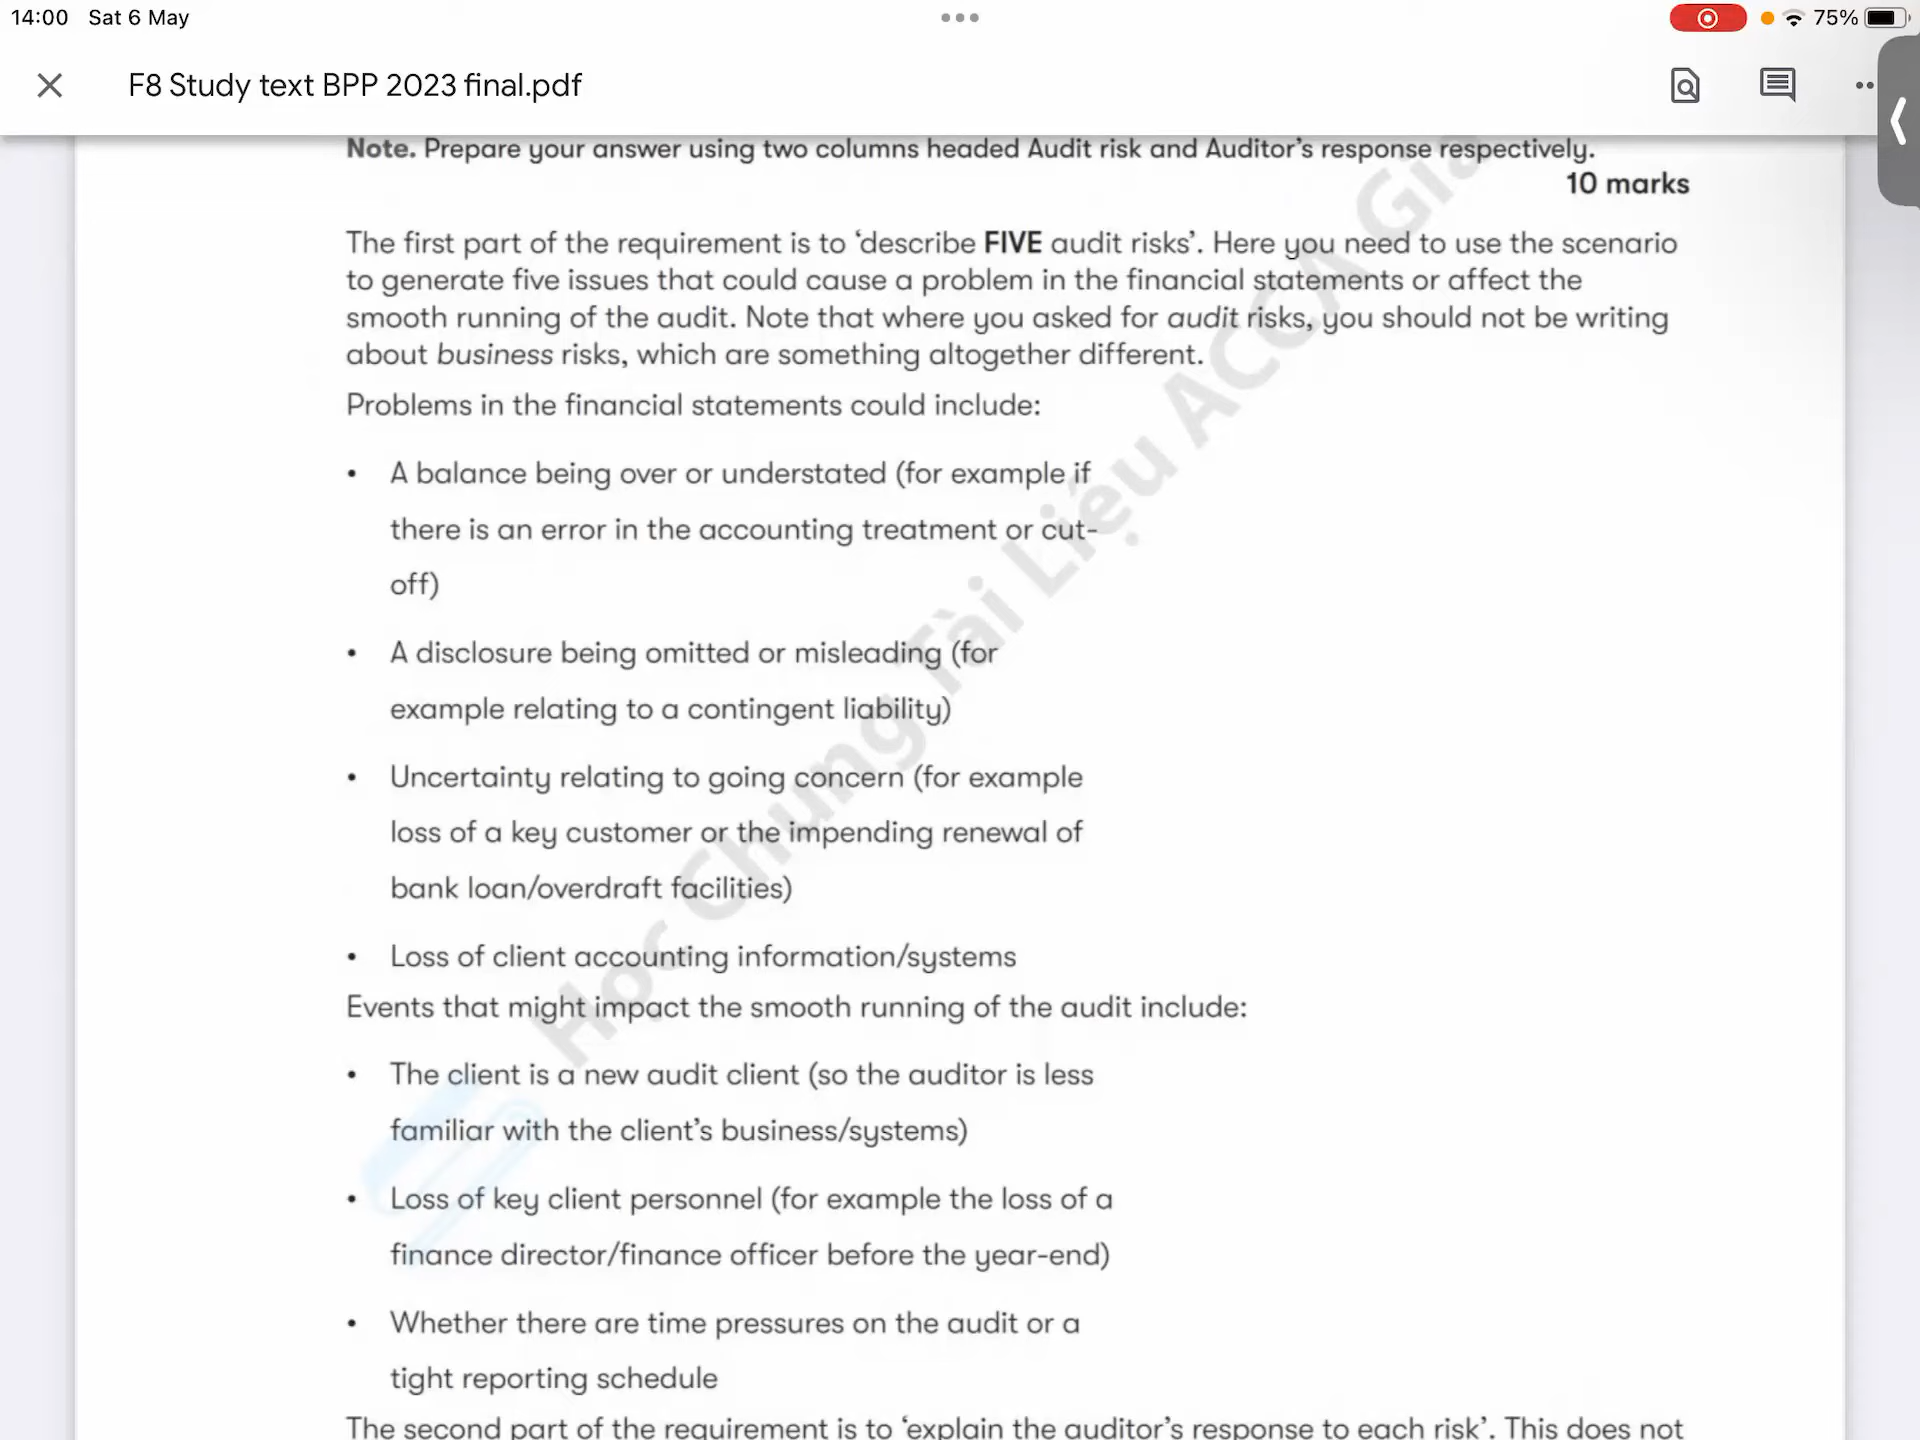 14:00 Sat 6 May
75%
F8 Study text BPP 2023 final.pdf
Note. Prepare your answer using two columns headed Audit risk and Auditor's response respectively.
10 marks
The first part of the requirement is to 'describe FIVE audit risks'. Here you need to use the scenario
to generate five issues that could cause a problem in the financial statements or affect the
smooth running of the audit. Note that where you asked for audit risks, you should not be writing
about business risks, which are something altogether different.
Problems in the financial statements could include:
• A balance being over or understated (for example if
there is an error in the accounting treatment or cut-
off)
• A disclosure being omitted or misleading (for
example relating to a contingent liability)
• Uncertainty relating to going concern (for example
loss of a key customer or the impending renewal of
bank loan/overdraft facilities)
• Loss of client accounting information/systems
Events that might impact the smooth running of the audit include:
• The client is a new audit client (so the auditor is less
familiar with the client's business/systems)
• Loss of key client personnel (for example the loss of a
finance director/finance officer before the year-end)
• Whether there are time pressures on the audit or a
tight reporting schedule
The second part of the requirement is to 'explain the auditor's response to each risk'. This does not
Học Chung Tài Liệu ACCA